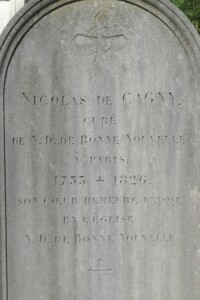 NICOLAS DE CAGNY,
CURÉ
DE N. D. DE BONNE NOUVELLE
À PARIS.
1755 + 1826.
SON CŒUR DEMEURE DÉPOSÉ
EN L'ÉGLISE
N. D. DE BONNE NOUVELLE